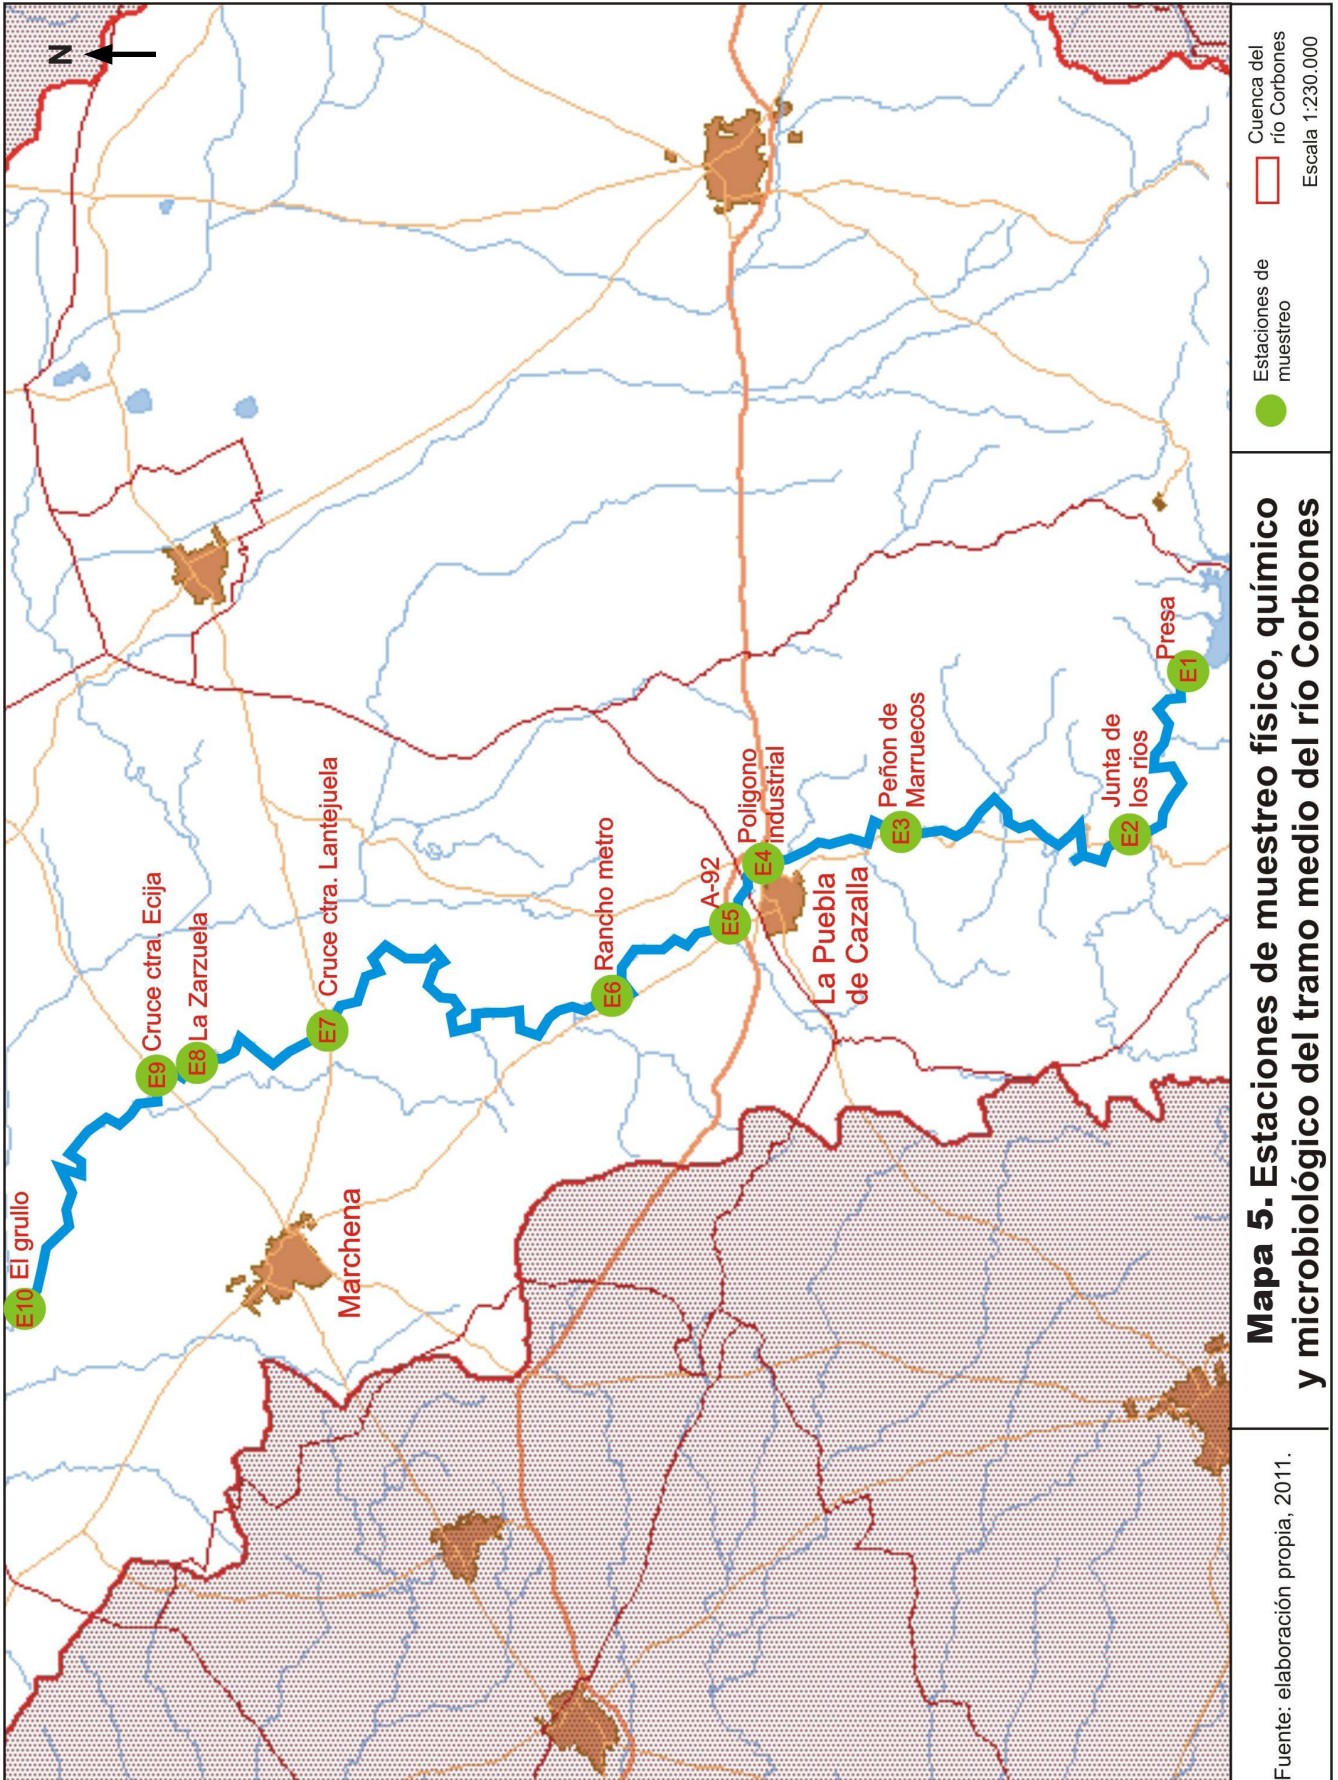 N
E10 El grullo
E9 Cruce ctra. Ecija
E8 La Zarzuela
E7 Cruce ctra. Lantejuela
Marchena
E6 Rancho metro
E5 A-92
E4 Poligono
industrial
La Puebla
de Cazalla
E3 Peñon de
Marruecos
E2 Junta de
los rios
E1 Presa
Fuente: elaboración propia, 2011.
Mapa 5. Estaciones de muestreo físico, químico
y microbiológico del tramo medio del río Corbones
Estaciones de
muestreo
Cuenca del
río Corbones
Escala 1:230.000